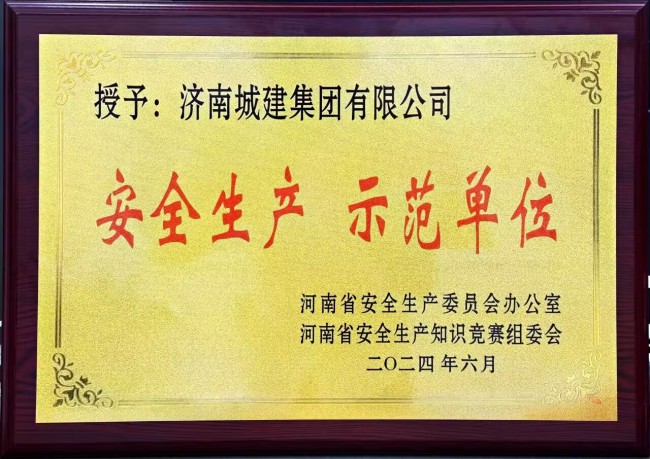 授予：济南城建集团有限公司
安全生产 示范单位
河南省安全生产委员会办公室
河南省安全生产知识竞赛组委会
二〇二四年六月